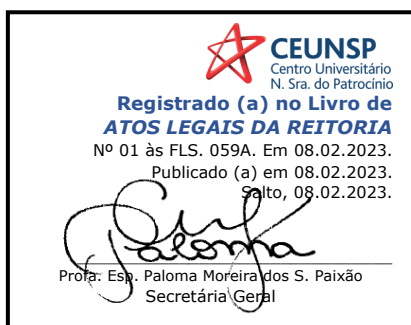 CEUNSP
Centro Universitário
N. Sra. do Patrocínio
Registrado (a) no Livro de
ATOS LEGAIS DA REITORIA
Nº 01 às FLS. 059A. Em 08.02.2023.
Publicado (a) em 08.02.2023.
Salto, 08.02.2023.
Paloma
Profa. Esp. Paloma Moreira dos S. Paixão
Secretária Geral